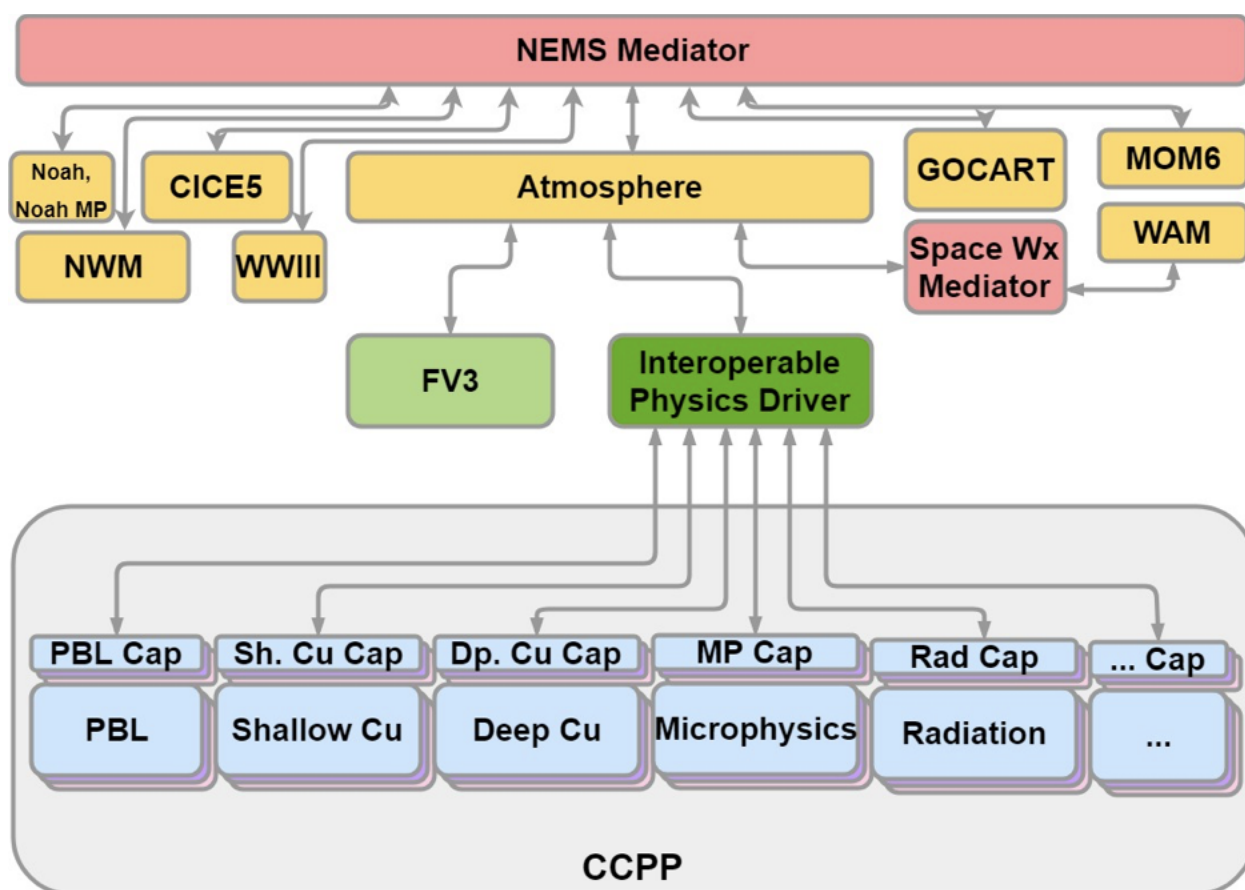 NEMS Mediator
Noah,
Noah MP
CICE5
Atmosphere
GOCART
MOM6
NWM
WWIII
Space Wx
Mediator
WAM
FV3
Interoperable
Physics Driver
PBL Cap
Sh. Cu Cap
Dp. Cu Cap
MP Cap
Rad Cap
... Cap
PBL
Shallow Cu
Deep Cu
Microphysics
Radiation
...
CCPP